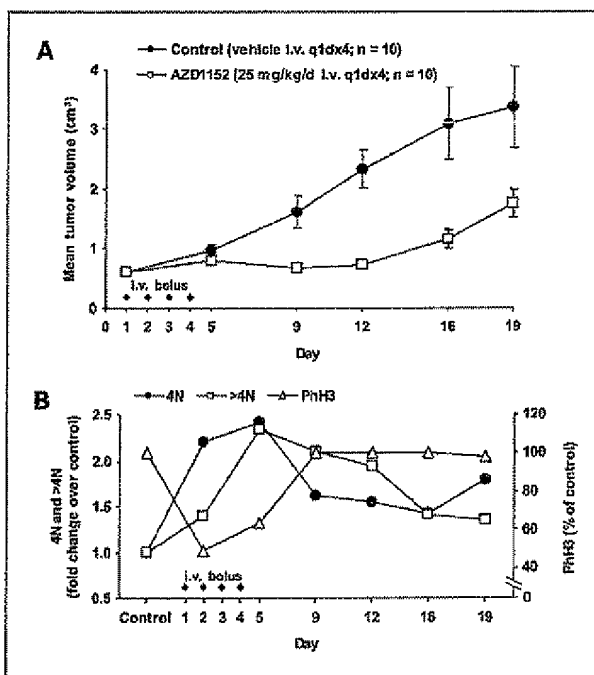 A
Control (vehicle i.v. q1dx4; n = 10)
AZD1152 (25 mg/kg/d i.v. q1dx4; n = 10)
Mean tumor volume (cm³)
4
3
2
1
0
i.v. bolus
0 1 2 3 4 5 9 12 16 19
Day
B
4N >4N PhH3
4N and >4N
(fold change over control)
2.5
2.0
1.5
1.0
0.5
PhH3 (% of control)
120
100
80
60
40
0
i.v. bolus
Control 1 2 3 4 5 9 12 16 19
Day